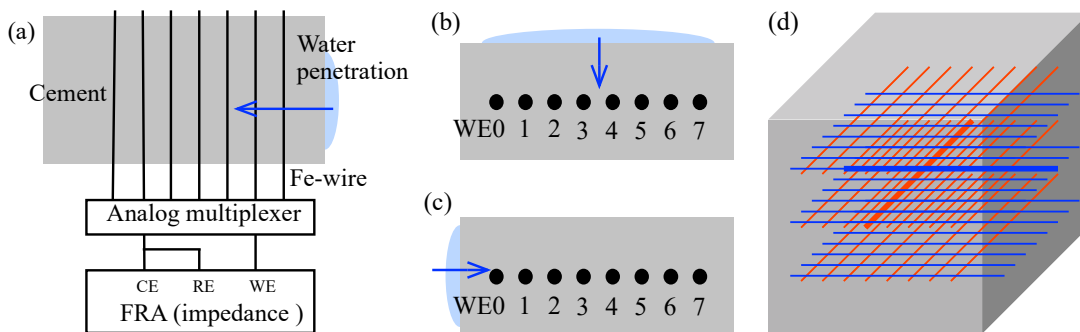 (a)
Cement
Water
penetration
Fe-wire
Analog multiplexer
CE RE WE
FRA (impedance )
(b)
WE0 1 2 3 4 5 6 7
(c)
WE0 1 2 3 4 5 6 7
(d)